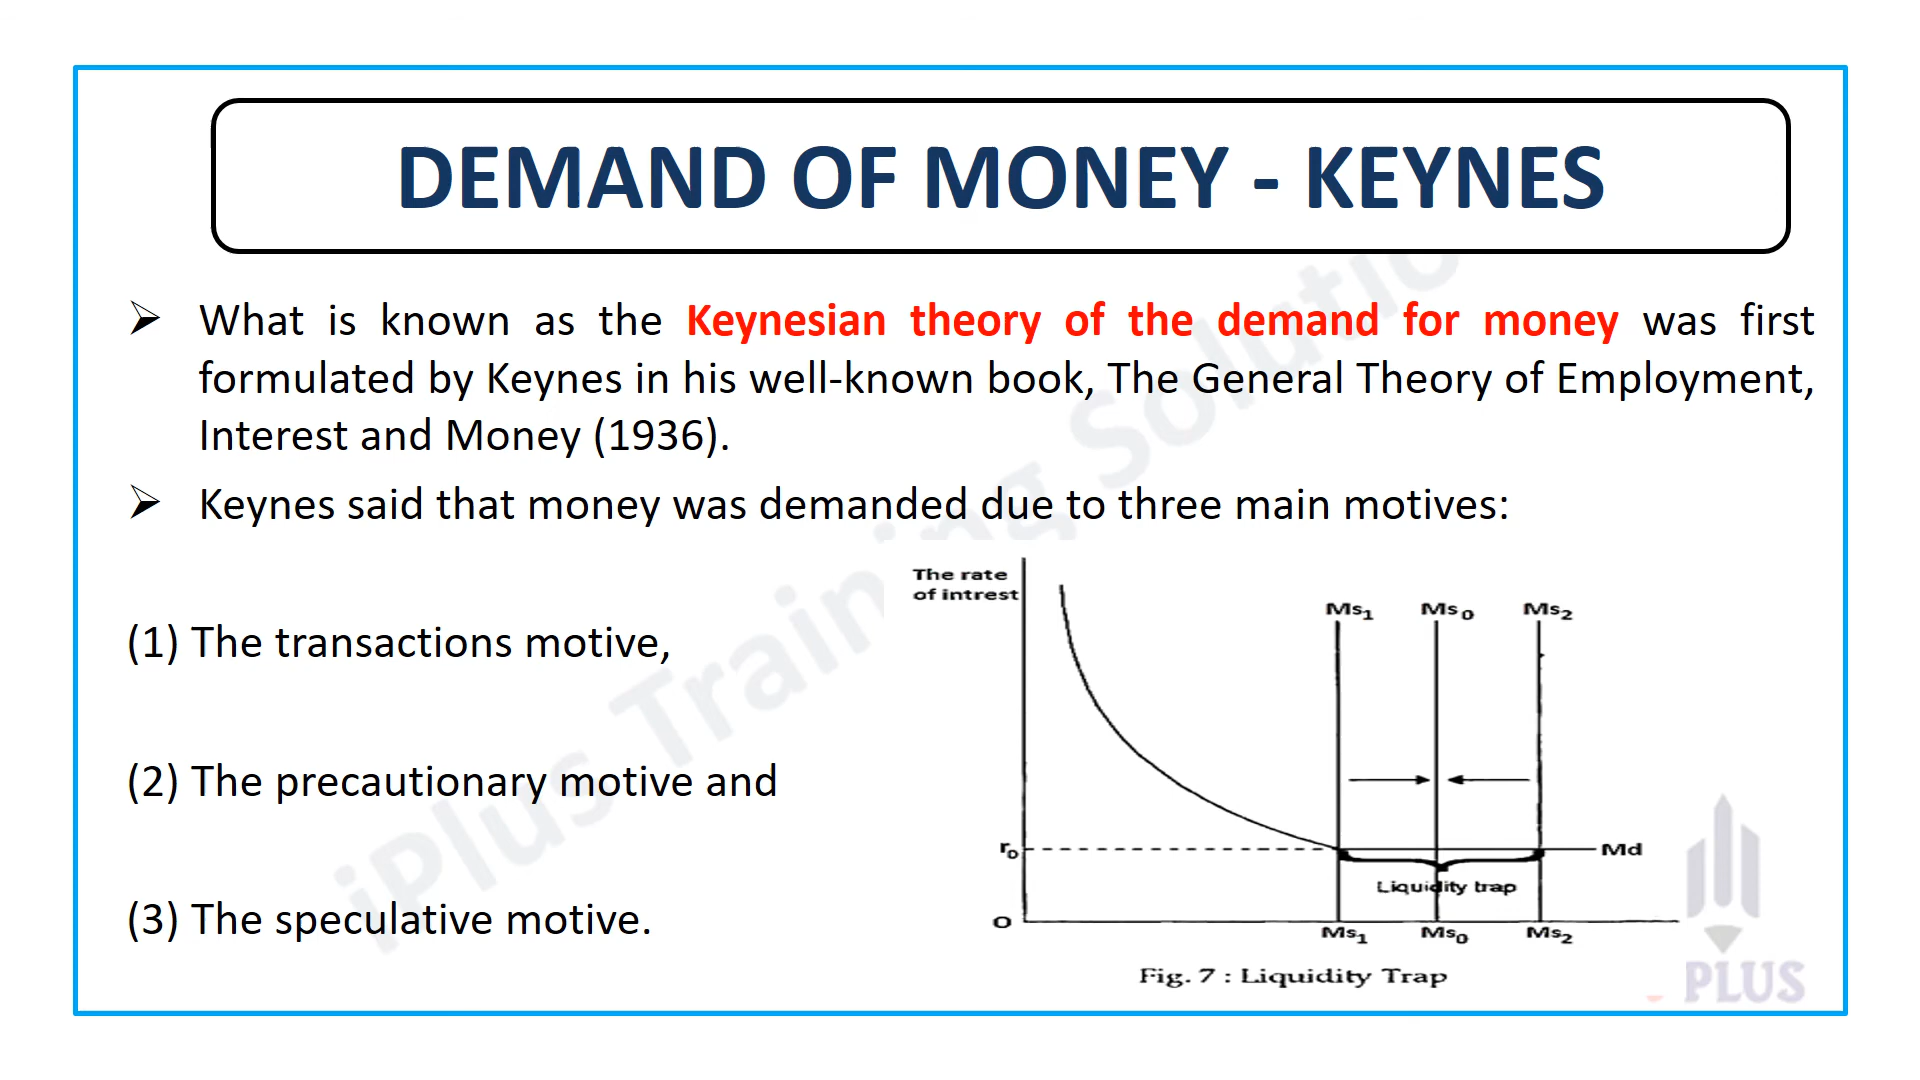 DEMAND OF MONEY - KEYNES
➢ What is known as the Keynesian theory of the demand for money was first
formulated by Keynes in his well-known book, The General Theory of Employment,
Interest and Money (1936).
➢ Keynes said that money was demanded due to three main motives:
(1) The transactions motive,
(2) The precautionary motive and
(3) The speculative motive.
The rate
of intrest
Ms1 Ms0 Ms2
r0
Md
Liquidity trap
O
Ms1 Ms0 Ms2
Fig. 7 : Liquidity Trap
PLUS
iPlus Training Solutio